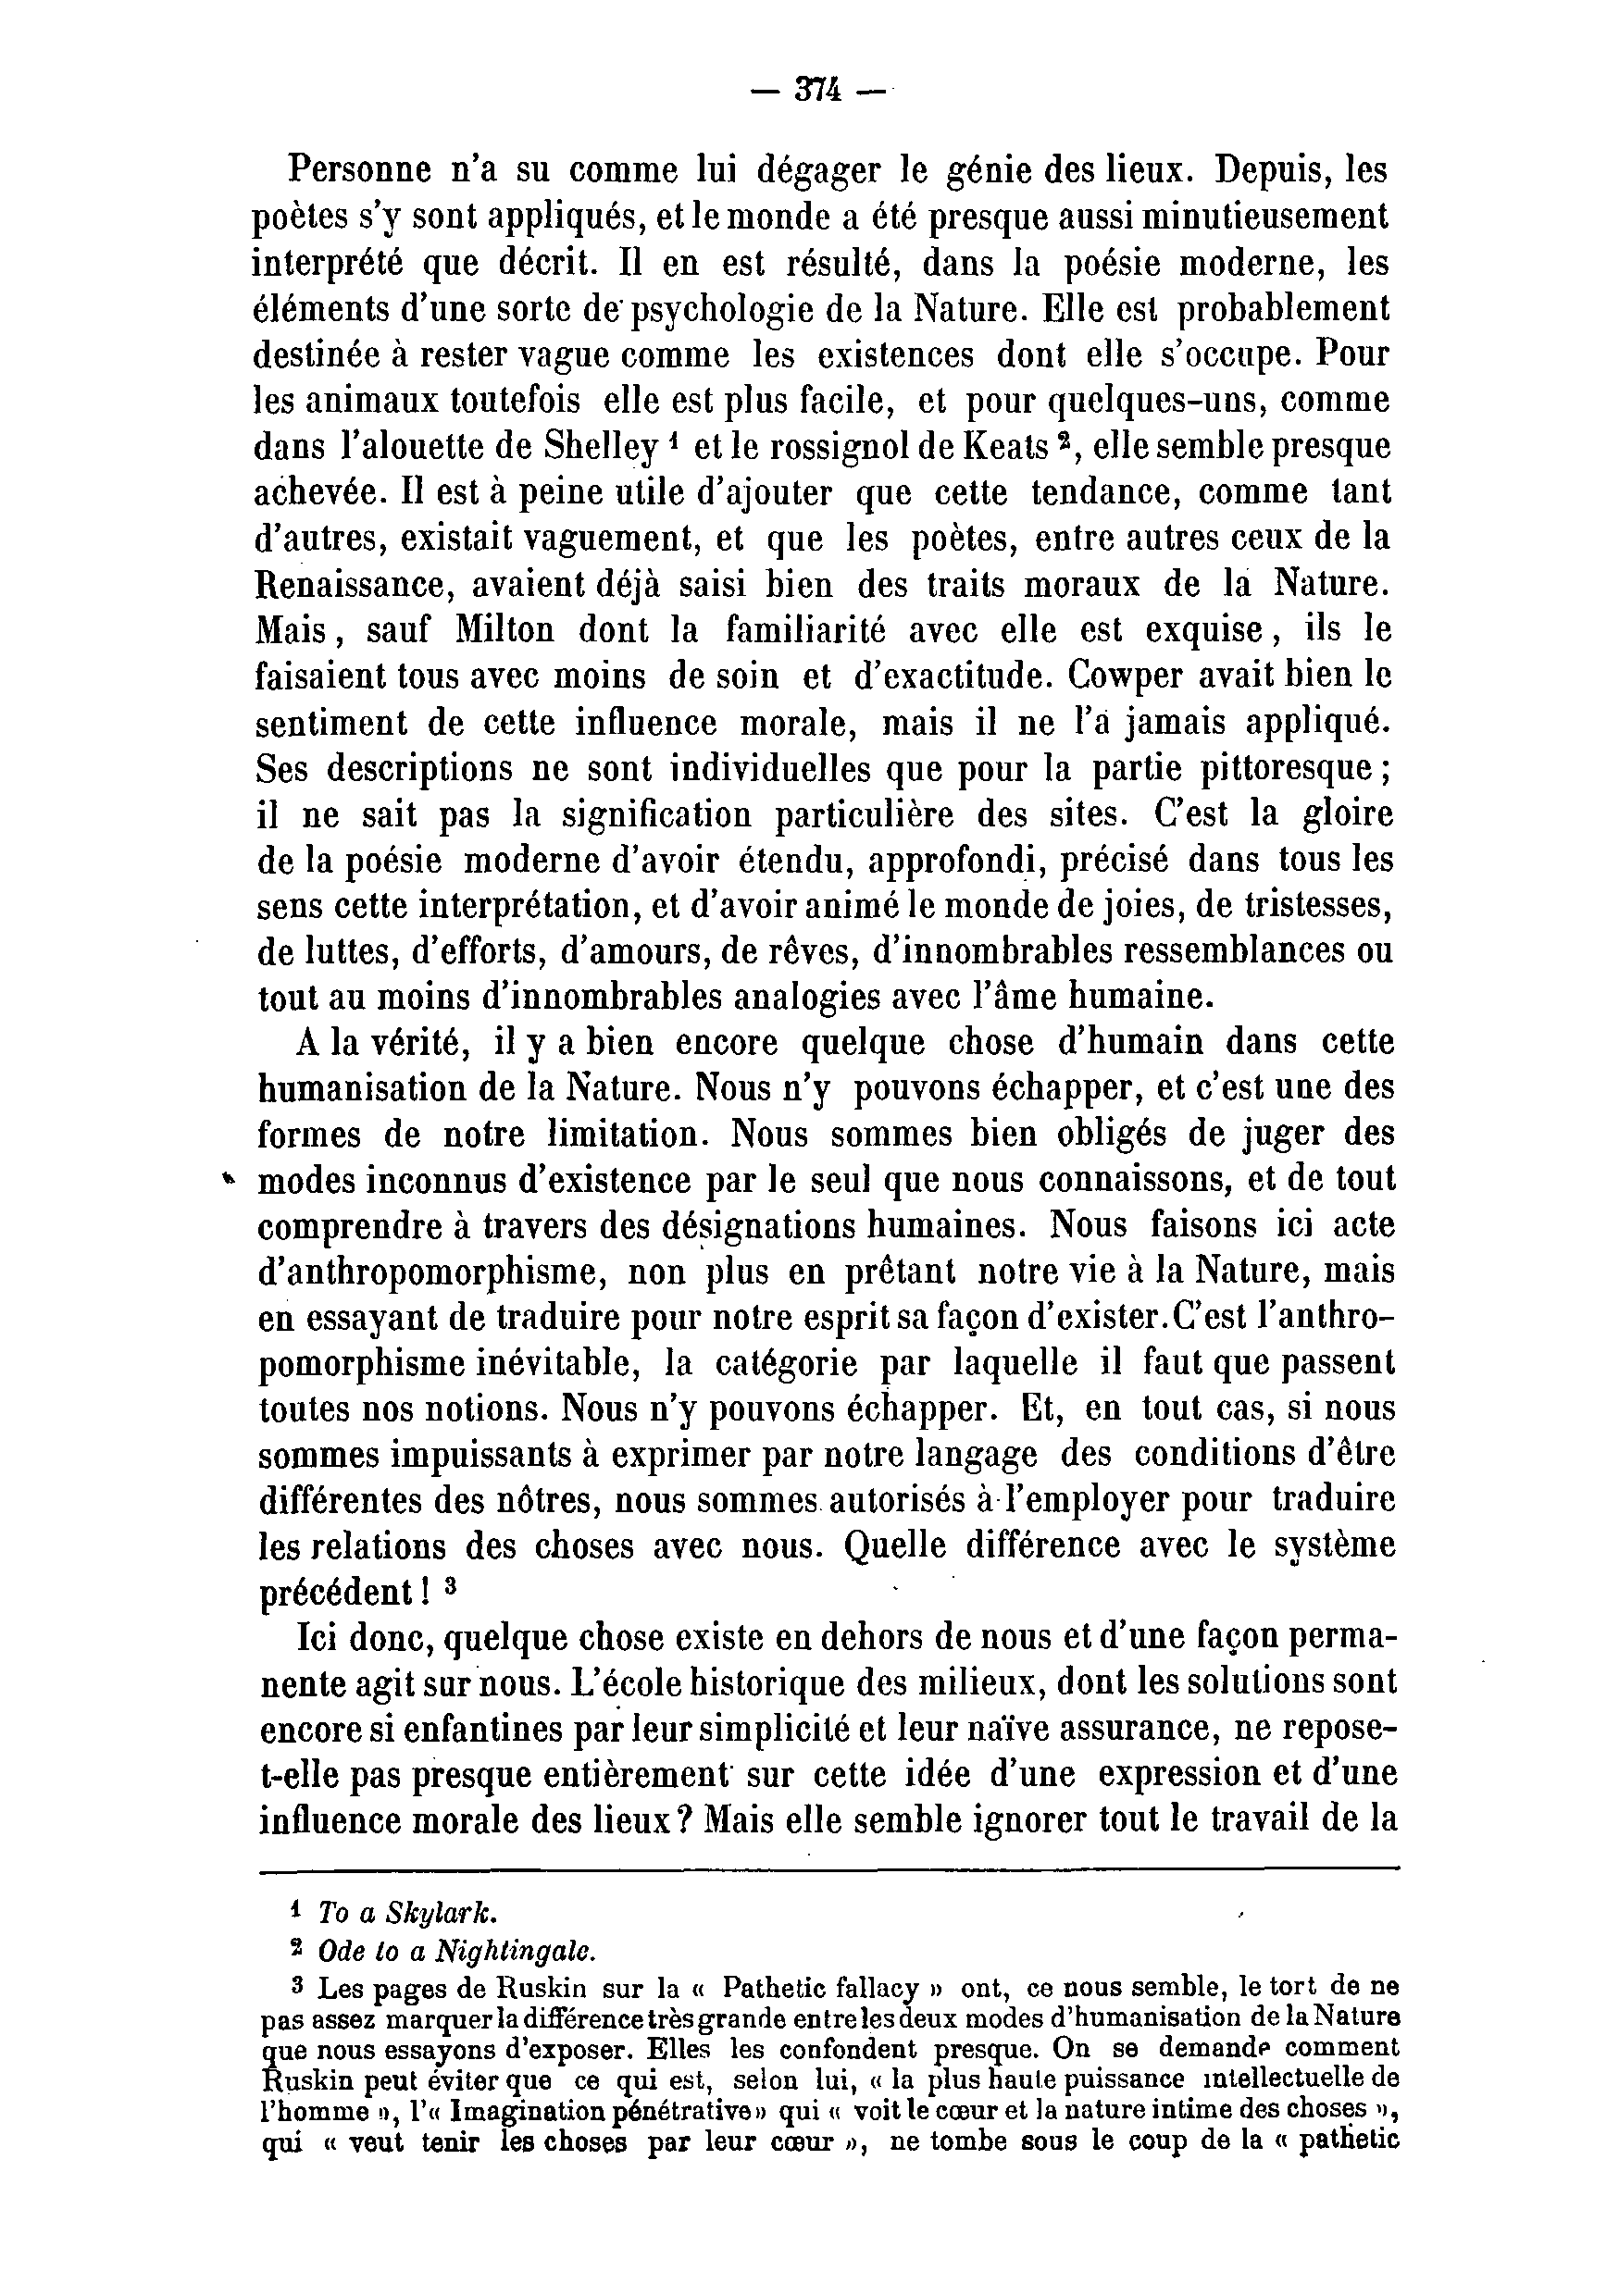 — 374 —
Personne n'a su comme lui dégager le génie des lieux. Depuis, les
poètes s'y sont appliqués, et le monde a été presque aussi minutieusement
interprété que décrit. Il en est résulté, dans la poésie moderne, les
éléments d'une sorte de psychologie de la Nature. Elle est probablement
destinée à rester vague comme les existences dont elle s'occupe. Pour
les animaux toutefois elle est plus facile, et pour quelques-uns, comme
dans l'alouette de Shelley ¹ et le rossignol de Keats ², elle semble presque
achevée. Il est à peine utile d'ajouter que cette tendance, comme tant
d'autres, existait vaguement, et que les poètes, entre autres ceux de la
Renaissance, avaient déjà saisi bien des traits moraux de la Nature.
Mais, sauf Milton dont la familiarité avec elle est exquise, ils le
faisaient tous avec moins de soin et d'exactitude. Cowper avait bien le
sentiment de cette influence morale, mais il ne l'a jamais appliqué.
Ses descriptions ne sont individuelles que pour la partie pittoresque;
il ne sait pas la signification particulière des sites. C'est la gloire
de la poésie moderne d'avoir étendu, approfondi, précisé dans tous les
sens cette interprétation, et d'avoir animé le monde de joies, de tristesses,
de luttes, d'efforts, d'amours, de rêves, d'innombrables ressemblances ou
tout au moins d'innombrables analogies avec l'âme humaine.
A la vérité, il y a bien encore quelque chose d'humain dans cette
humanisation de la Nature. Nous n'y pouvons échapper, et c'est une des
formes de notre limitation. Nous sommes bien obligés de juger des
modes inconnus d'existence par le seul que nous connaissons, et de tout
comprendre à travers des désignations humaines. Nous faisons ici acte
d'anthropomorphisme, non plus en prêtant notre vie à la Nature, mais
en essayant de traduire pour notre esprit sa façon d'exister. C'est l'anthro-
pomorphisme inévitable, la catégorie par laquelle il faut que passent
toutes nos notions. Nous n'y pouvons échapper. Et, en tout cas, si nous
sommes impuissants à exprimer par notre langage des conditions d'être
différentes des nôtres, nous sommes autorisés à l'employer pour traduire
les relations des choses avec nous. Quelle différence avec le système
précédent! ³
Ici donc, quelque chose existe en dehors de nous et d'une façon perma-
nente agit sur nous. L'école historique des milieux, dont les solutions sont
encore si enfantines par leur simplicité et leur naïve assurance, ne repose-
t-elle pas presque entièrement sur cette idée d'une expression et d'une
influence morale des lieux? Mais elle semble ignorer tout le travail de la
¹ To a Skylark.
² Ode to a Nightingale.
³ Les pages de Ruskin sur la « Pathetic fallacy » ont, ce nous semble, le tort de ne
pas assez marquer la différence très grande entre les deux modes d'humanisation de la Nature
que nous essayons d'exposer. Elles les confondent presque. On se demande comment
Ruskin peut éviter que ce qui est, selon lui, « la plus haute puissance intellectuelle de
l'homme », l'« Imagination pénétrative » qui « voit le cœur et la nature intime des choses »,
qui « veut tenir les choses par leur cœur », ne tombe sous le coup de la « pathetic